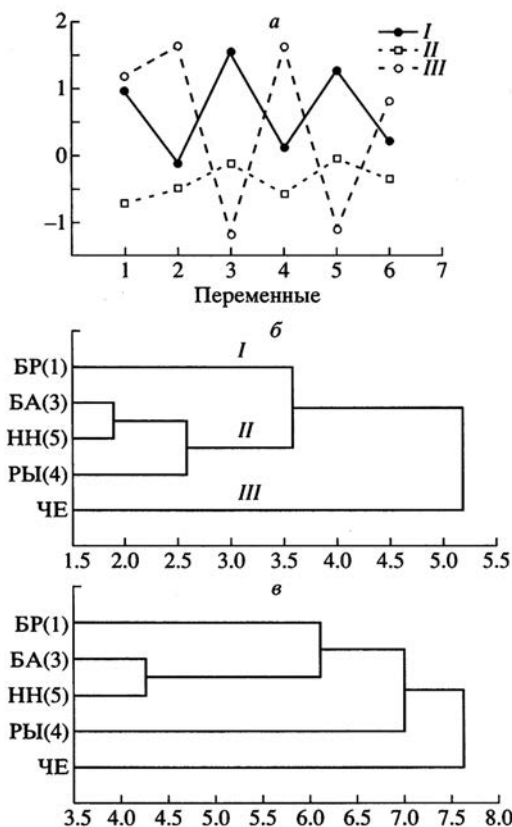 а
2
1
0
−1
I
II
III
1 2 3 4 5 6 7
Переменные
б
БР(1)
БА(3)
НН(5)
РЫ(4)
ЧЕ
I
II
III
1.5 2.0 2.5 3.0 3.5 4.0 4.5 5.0 5.5
в
БР(1)
БА(3)
НН(5)
РЫ(4)
ЧЕ
3.5 4.0 4.5 5.0 5.5 6.0 6.5 7.0 7.5 8.0